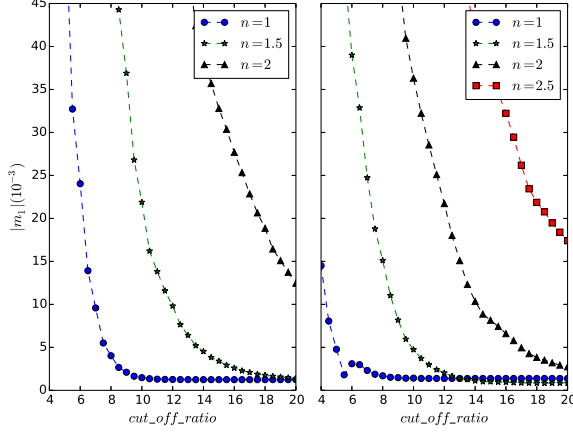 45
40
35
30
25
20
15
10
5
0
|m₁|(10⁻³)
4 6 8 10 12 14 16 18 20
cut_off_ratio
n = 1
n = 1.5
n = 2
4 6 8 10 12 14 16 18 20
cut_off_ratio
n = 1
n = 1.5
n = 2
n = 2.5